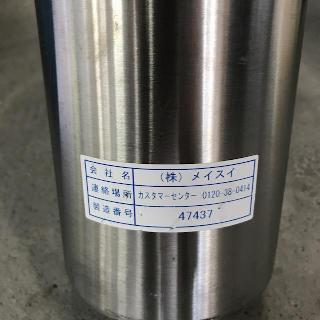 会社名 （株）メイスイ
連絡場所 カスタマーセンター 0120-38-0414
製造番号 47437